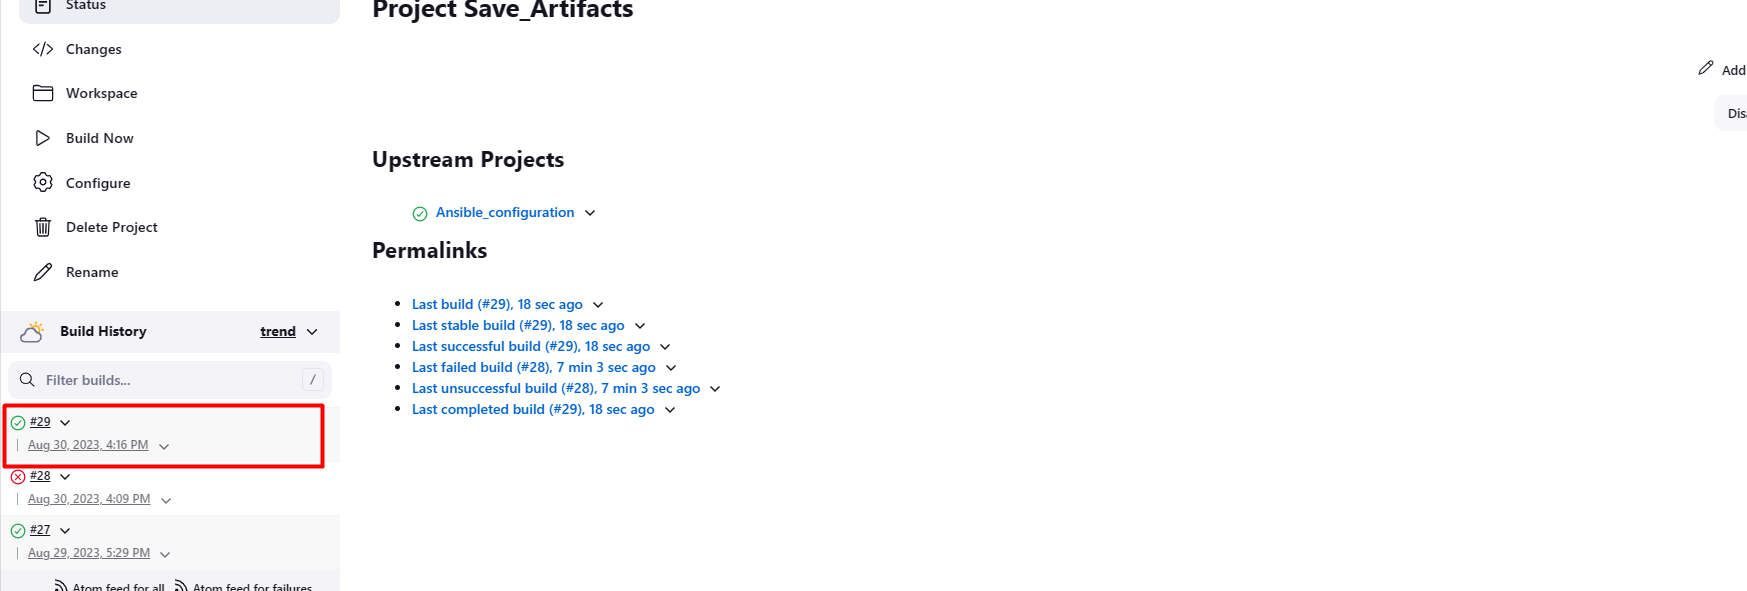 Status
Changes
Workspace
Build Now
Configure
Delete Project
Rename
Build History
trend
Filter builds...
/
#29
Aug 30, 2023, 4:16 PM
#28
Aug 30, 2023, 4:09 PM
#27
Aug 29, 2023, 5:29 PM
Atom feed for all Atom feed for failures
Project Save_Artifacts
Add
Disa
Upstream Projects
Ansible_configuration
Permalinks
Last build (#29), 18 sec ago
Last stable build (#29), 18 sec ago
Last successful build (#29), 18 sec ago
Last failed build (#28), 7 min 3 sec ago
Last unsuccessful build (#28), 7 min 3 sec ago
Last completed build (#29), 18 sec ago